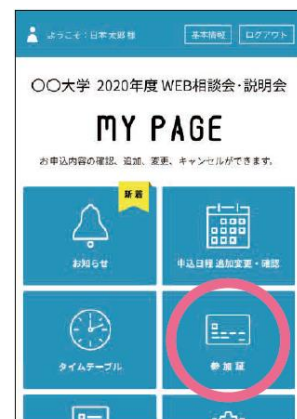 ようこそ：日本太郎 様
基本情報
ログアウト
〇〇大学 2020年度 WEB相談会・説明会
MY PAGE
お申込内容の確認、追加、変更、キャンセルができます。
新着
お知らせ
申込日程 追加変更・確認
タイムテーブル
参加証